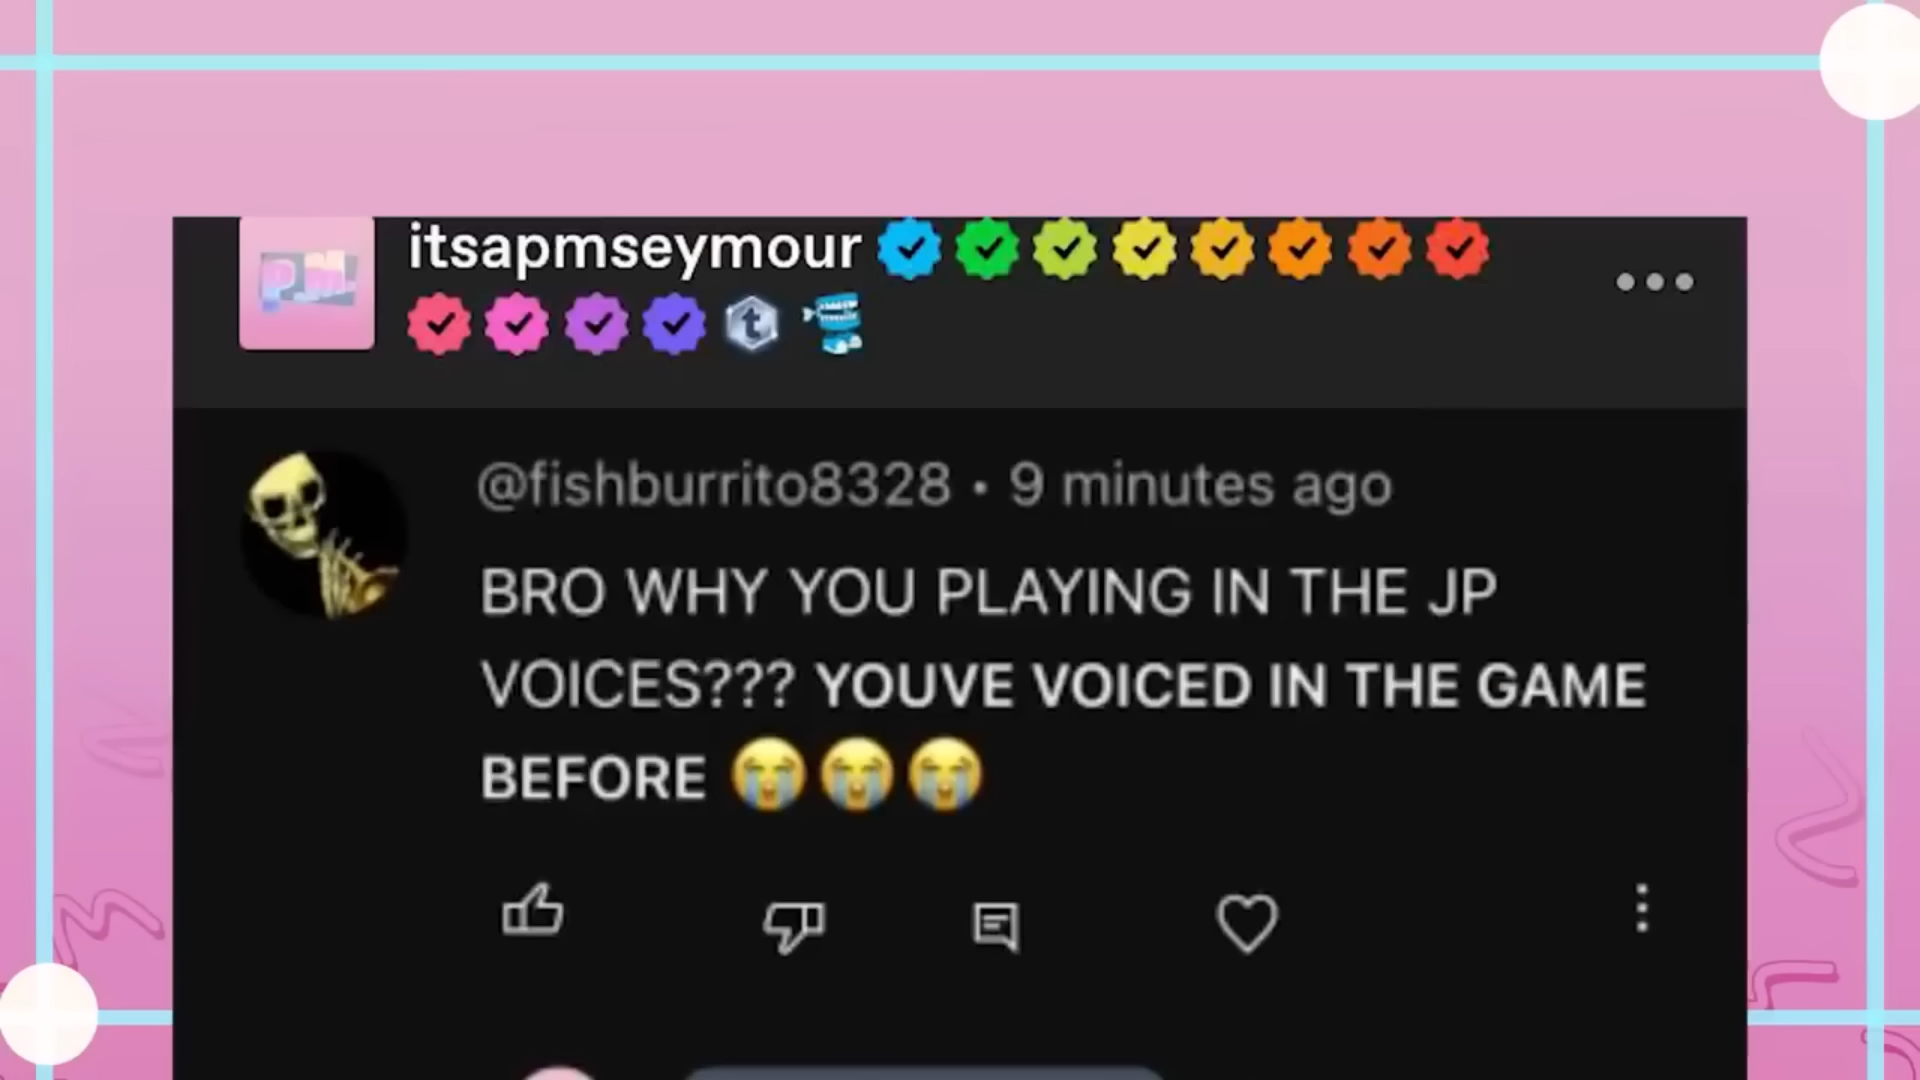 P.M.
itsapmseymour
t
@fishburrito8328 • 9 minutes ago
BRO WHY YOU PLAYING IN THE JP
VOICES??? YOUVE VOICED IN THE GAME
BEFORE 😭😭😭